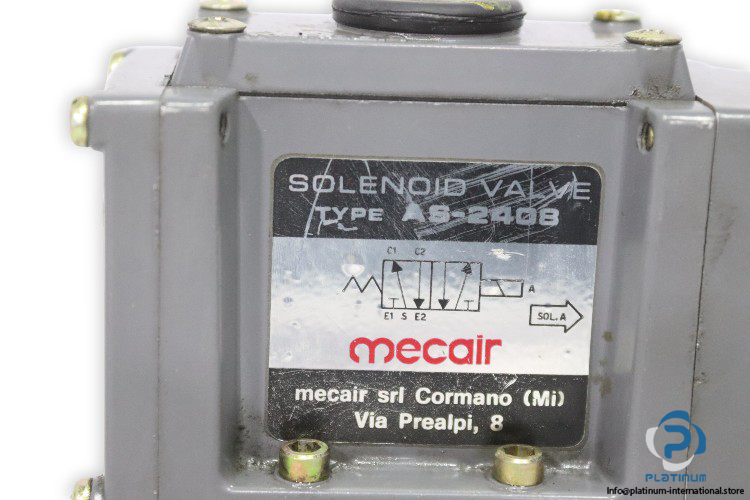 SOLENOID VALVE
TYPE AS-2408
C1 C2
A
E1 S E2
SOL.A
mecair
mecair srl Cormano (Mi)
Via Prealpi, 8
PLATINUM
Info@platinum-international.store